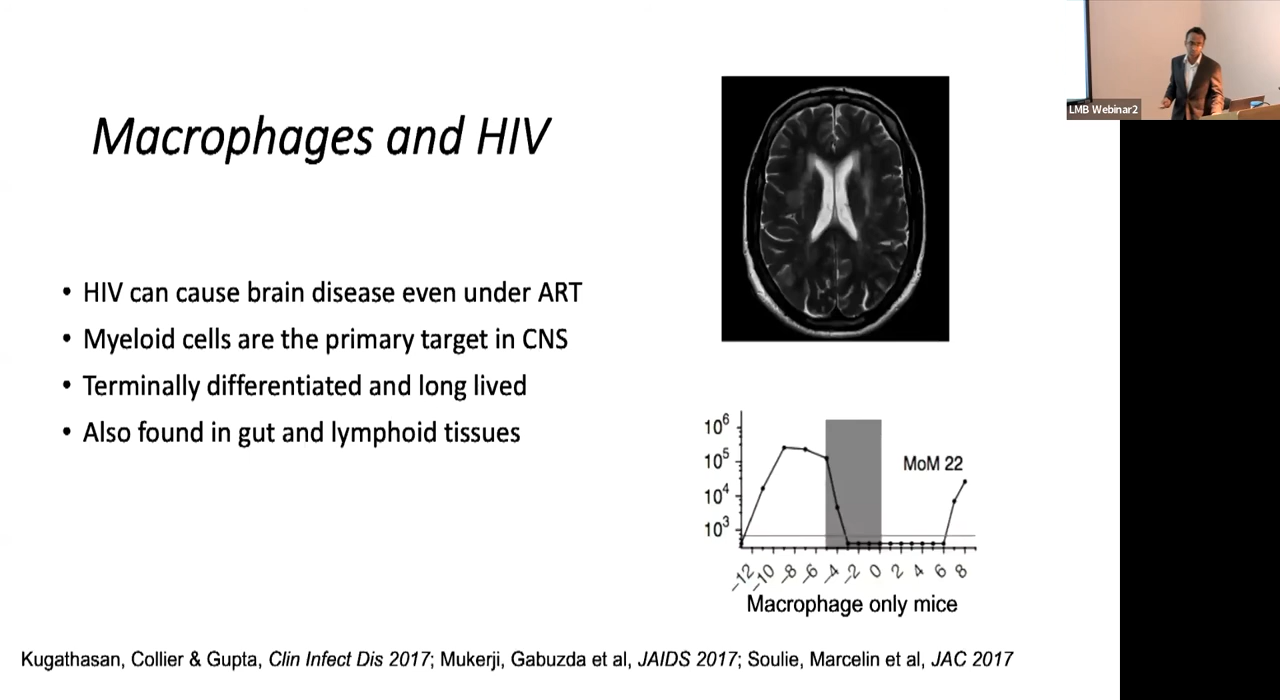 LMB Webinar2
Macrophages and HIV
• HIV can cause brain disease even under ART
• Myeloid cells are the primary target in CNS
• Terminally differentiated and long lived
• Also found in gut and lymphoid tissues
10⁶
10⁵
10⁴
10³
MoM 22
-12 -10 -8 -6 -4 -2 0 2 4 6 8
Macrophage only mice
Kugathasan, Collier & Gupta, Clin Infect Dis 2017; Mukerji, Gabuzda et al, JAIDS 2017; Soulie, Marcelin et al, JAC 2017